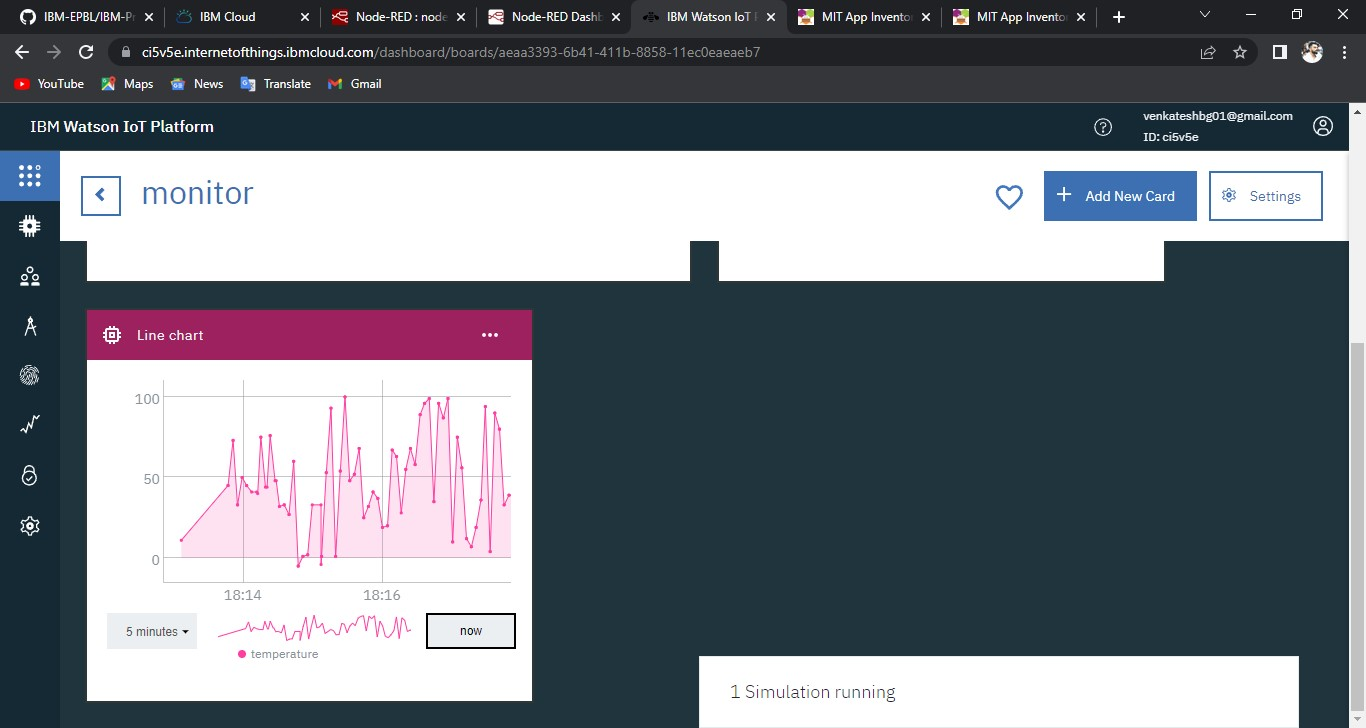 IBM-EPBL/IBM-Pr
IBM Cloud
Node-RED : node
Node-RED Dashb
IBM Watson IoT P
MIT App Invento
MIT App Invento
ci5v5e.internetofthings.ibmcloud.com/dashboard/boards/aeaa3393-6b41-411b-8858-11ec0eaeaeb7
YouTube
Maps
News
Translate
Gmail
IBM Watson IoT Platform
venkateshbg01@gmail.com
ID: ci5v5e
monitor
Add New Card
Settings
Line chart
100
50
0
18:14
18:16
5 minutes
now
temperature
1 Simulation running